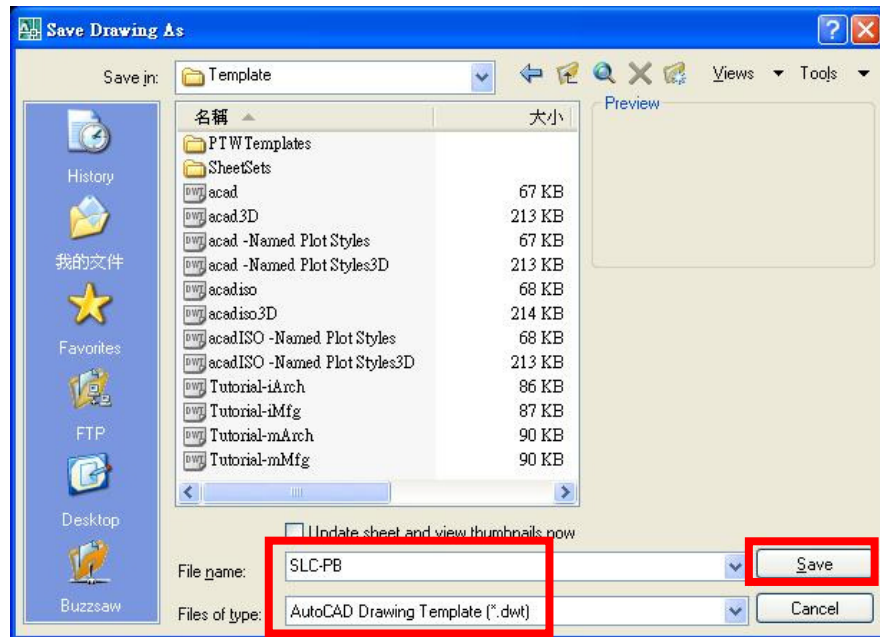 Save Drawing As
Save in: Template Views Tools
名稱 大小
Preview
PTWTemplates
SheetSets
acad 67 KB
acad3D 213 KB
acad -Named Plot Styles 67 KB
acad -Named Plot Styles3D 213 KB
acadiso 68 KB
acadiso3D 214 KB
acadISO -Named Plot Styles 68 KB
acadISO -Named Plot Styles3D 213 KB
Tutorial-iArch 86 KB
Tutorial-iMfg 87 KB
Tutorial-mArch 90 KB
Tutorial-mMfg 90 KB
History
我的文件
Favorites
FTP
Desktop
Buzzsaw
Update sheet and view thumbnails now
File name: SLC-PB Save
Files of type: AutoCAD Drawing Template (*.dwt) Cancel